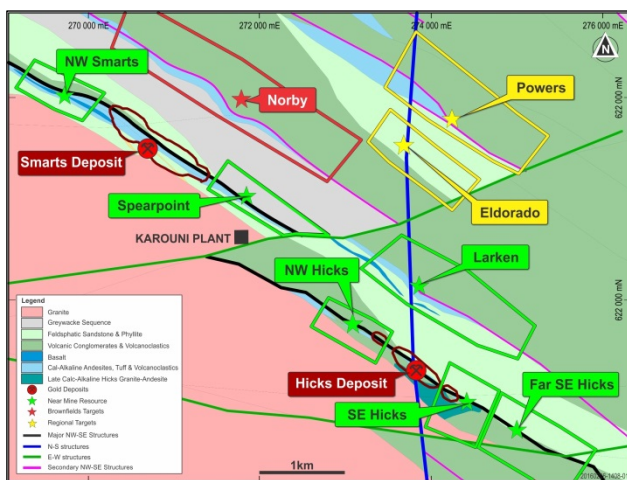 270 000 mE
272 000 mE
274 000 mE
276 000 mE
N
NW Smarts
Norby
Powers
622 000 mN
Smarts Deposit
Spearpoint
Eldorado
KAROUNI PLANT
Larken
NW Hicks
622 000 mN
Hicks Deposit
Far SE Hicks
SE Hicks
Legend
Granite
Greywacke Sequence
Feldsphatic Sandstone & Phyllite
Volcanic Conglomerates & Volcanoclastics
Basalt
Cal-Alkaline Andesites, Tuff & Volcanoclastics
Late Calc-Alkaline Hicks Granite-Andesite
Gold Deposits
Near Mine Resource
Brownfields Targets
Regional Targets
Major NW-SE Structures
N-S structures
E-W structures
Secondary NW-SE Structures
1km